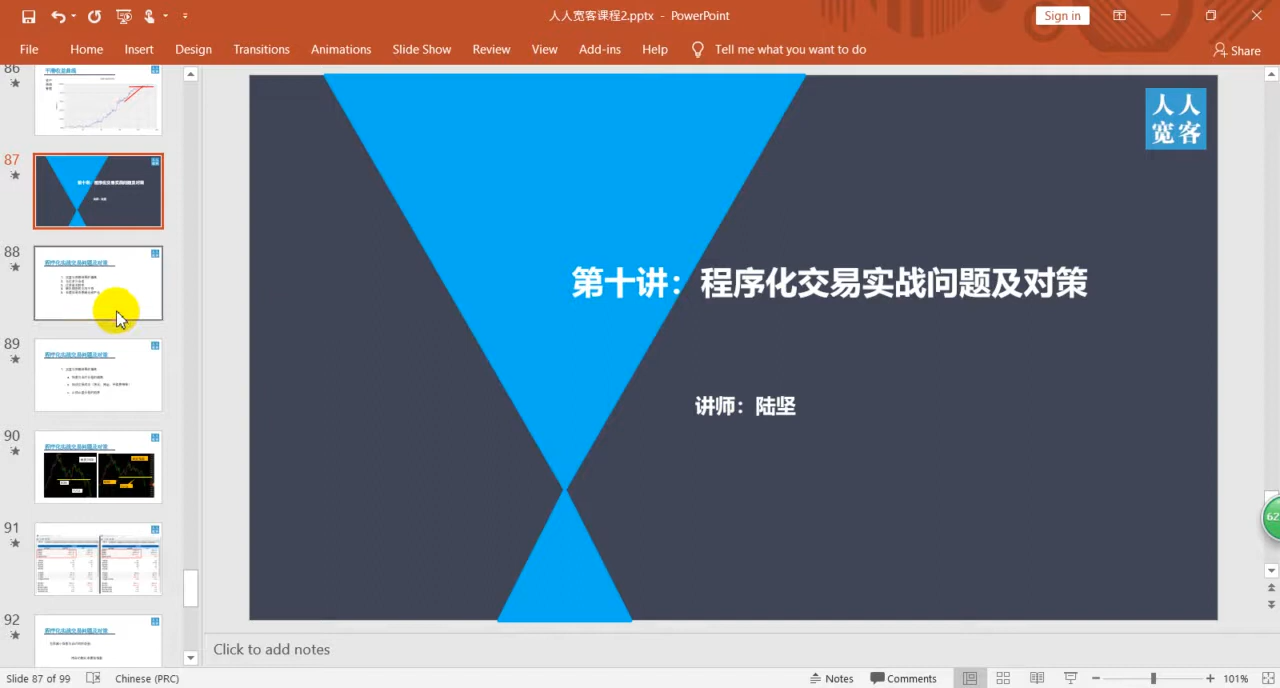 人人宽客课程2.pptx - PowerPoint
Sign in
File Home Insert Design Transitions Animations Slide Show Review View Add-ins Help Tell me what you want to do Share
86
87
88
89
90
91
92
人人
宽客
第十讲：程序化交易实战问题及对策
讲师：陆坚
62
Click to add notes
Slide 87 of 99 Chinese (PRC) Notes Comments 101%